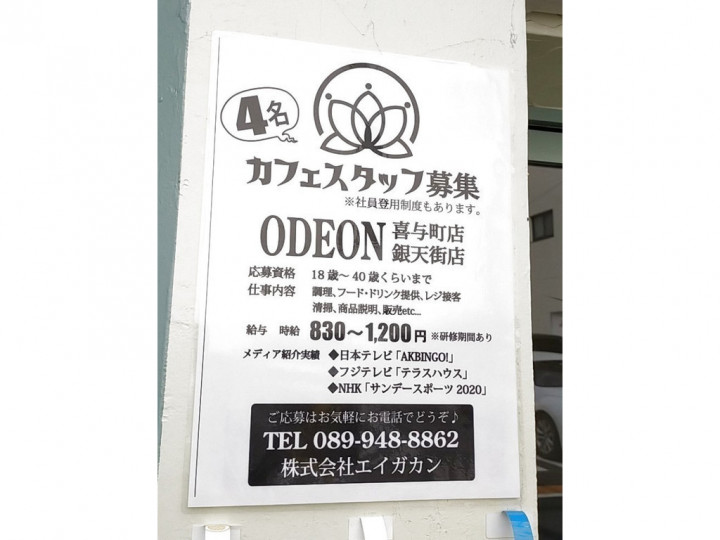 4名
カフェスタッフ募集
※社員登用制度もあります。
ODEON 喜与町店
銀天街店
応募資格 18歳〜40歳くらいまで
仕事内容 調理、フード・ドリンク提供、レジ接客
清掃、商品説明、販売etc...
給与 時給 830〜1,200円 ※研修期間あり
メディア紹介実績 ◆日本テレビ「AKBINGO!」
◆フジテレビ「テラスハウス」
◆NHK「サンデースポーツ2020」
ご応募はお気軽にお電話でどうぞ♪
TEL 089-948-8862
株式会社エイガカン